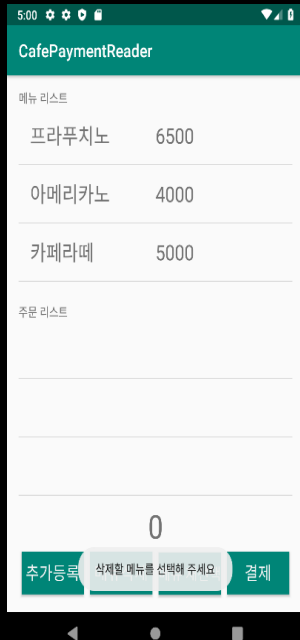 5:00
CafePaymentReader
메뉴 리스트
프라푸치노 6500
아메리카노 4000
카페라떼 5000
주문 리스트
0
추가등록 결제
삭제할 메뉴를 선택해 주세요